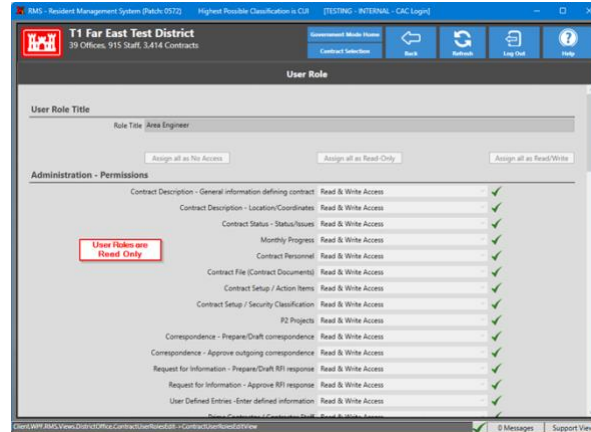 RMS - Resident Management System (Patch: 0572) Highest Possible Classification is CUI [TESTING - INTERNAL - CAC Login]
T1 Far East Test District
39 Offices, 915 Staff, 3,414 Contracts
Government Mode Home
Contract Selection
Back
Refresh
Log Out
Help
User Role
User Role Title
Role Title Area Engineer
Assign all as No Access Assign all as Read-Only Assign all as Read/Write
Administration - Permissions
Contract Description - General information defining contract Read & Write Access
Contract Description - Location/Coordinates Read & Write Access
Contract Status - Status/Issues Read & Write Access
Monthly Progress Read & Write Access
User Roles are
Read Only
Contract Personnel Read & Write Access
Contract File (Contract Documents) Read & Write Access
Contract Setup / Action Items Read & Write Access
Contract Setup / Security Classification Read & Write Access
P2 Projects Read & Write Access
Correspondence - Prepare/Draft correspondence Read & Write Access
Correspondence - Approve outgoing correspondence Read & Write Access
Request for Information - Prepare/Draft RFI response Read & Write Access
Request for Information - Approve RFI response Read & Write Access
User Defined Entries -Enter defined information Read & Write Access
Client.WPF.RMS.Views.DistrictOffice.ContractUserRolesEdit->ContractUserRolesEditView
0 Messages Support View